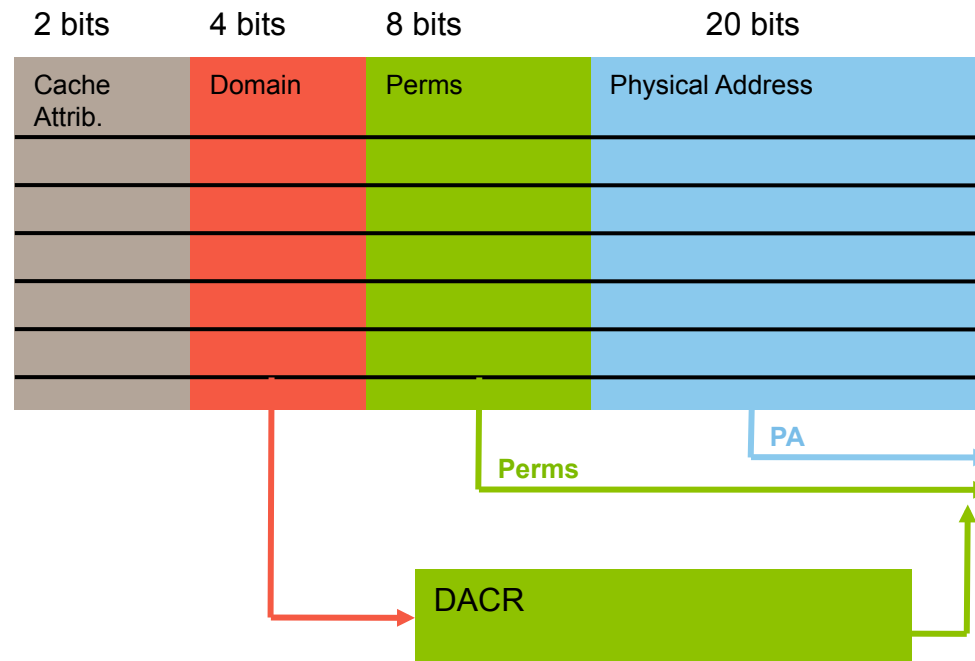 2 bits 4 bits 8 bits 20 bits
Cache Domain Perms Physical Address
Attrib.
PA
Perms
DACR